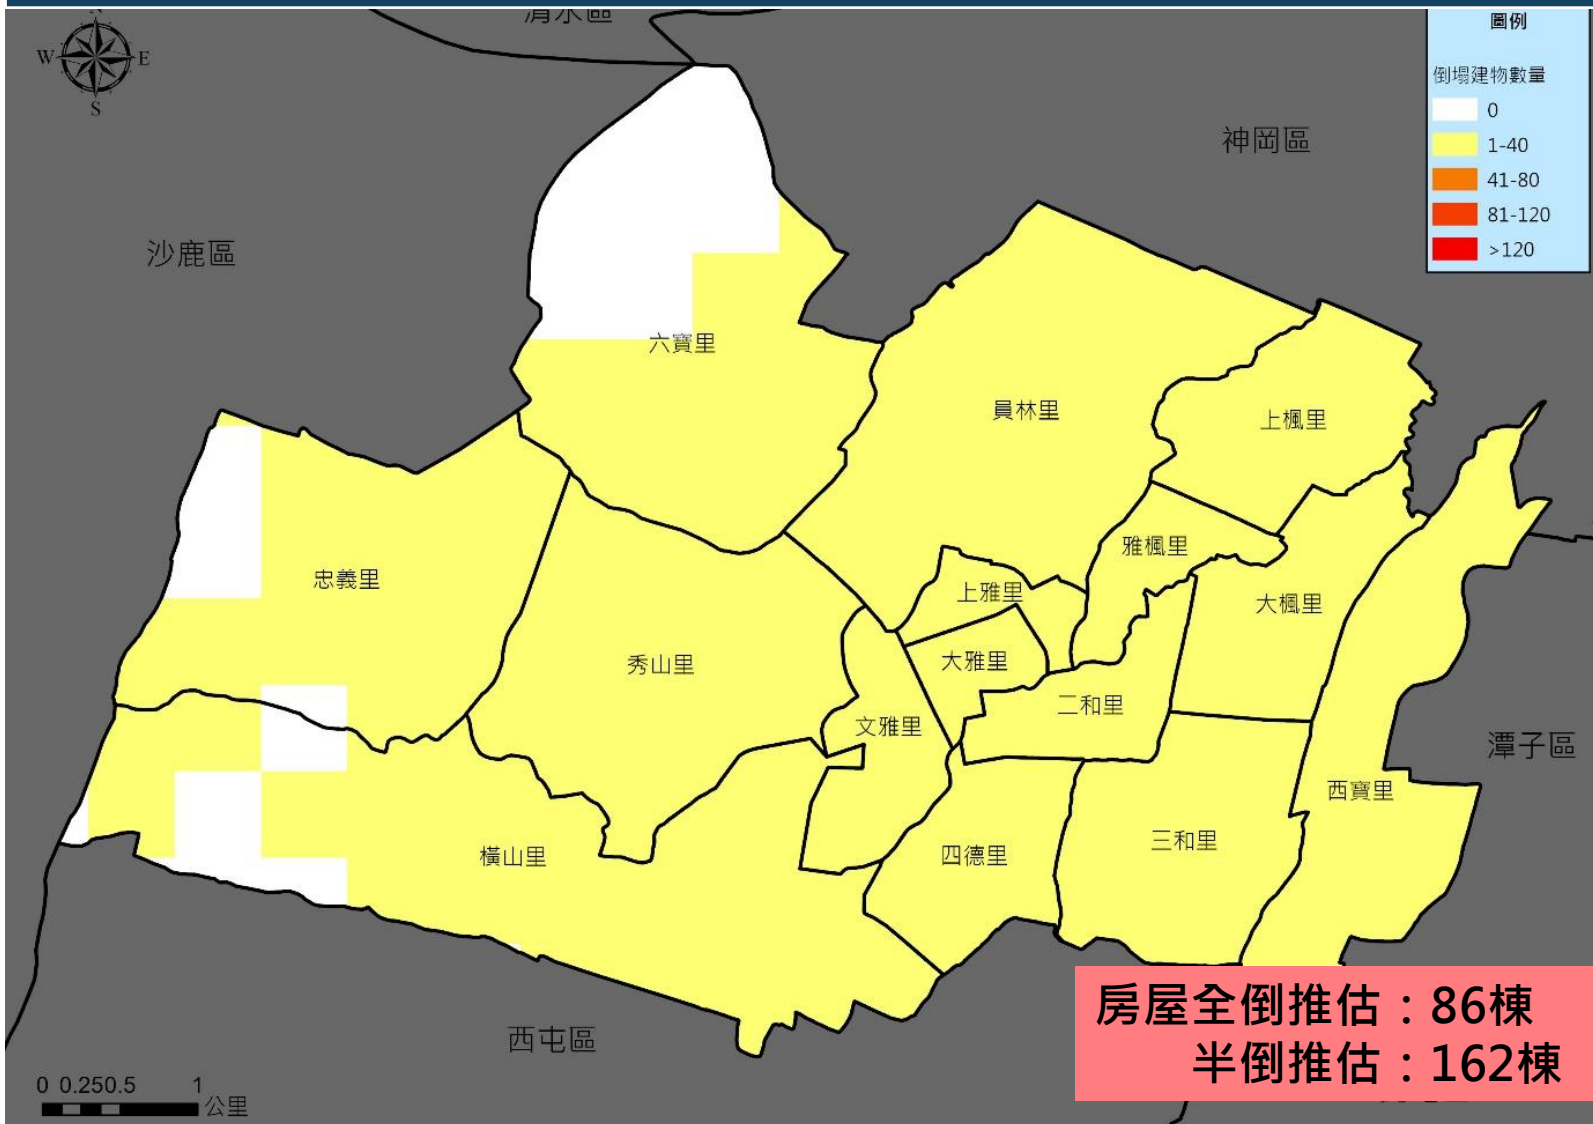 清水區
N
W
E
S
圖例
倒塌建物數量
0
1-40
41-80
81-120
>120
神岡區
沙鹿區
六寶里
員林里
上楓里
雅楓里
忠義里
上雅里
大楓里
秀山里
大雅里
二和里
文雅里
潭子區
西寶里
橫山里
四德里
三和里
西屯區
房屋全倒推估：86棟
半倒推估：162棟
0 0.250.5 1
公里